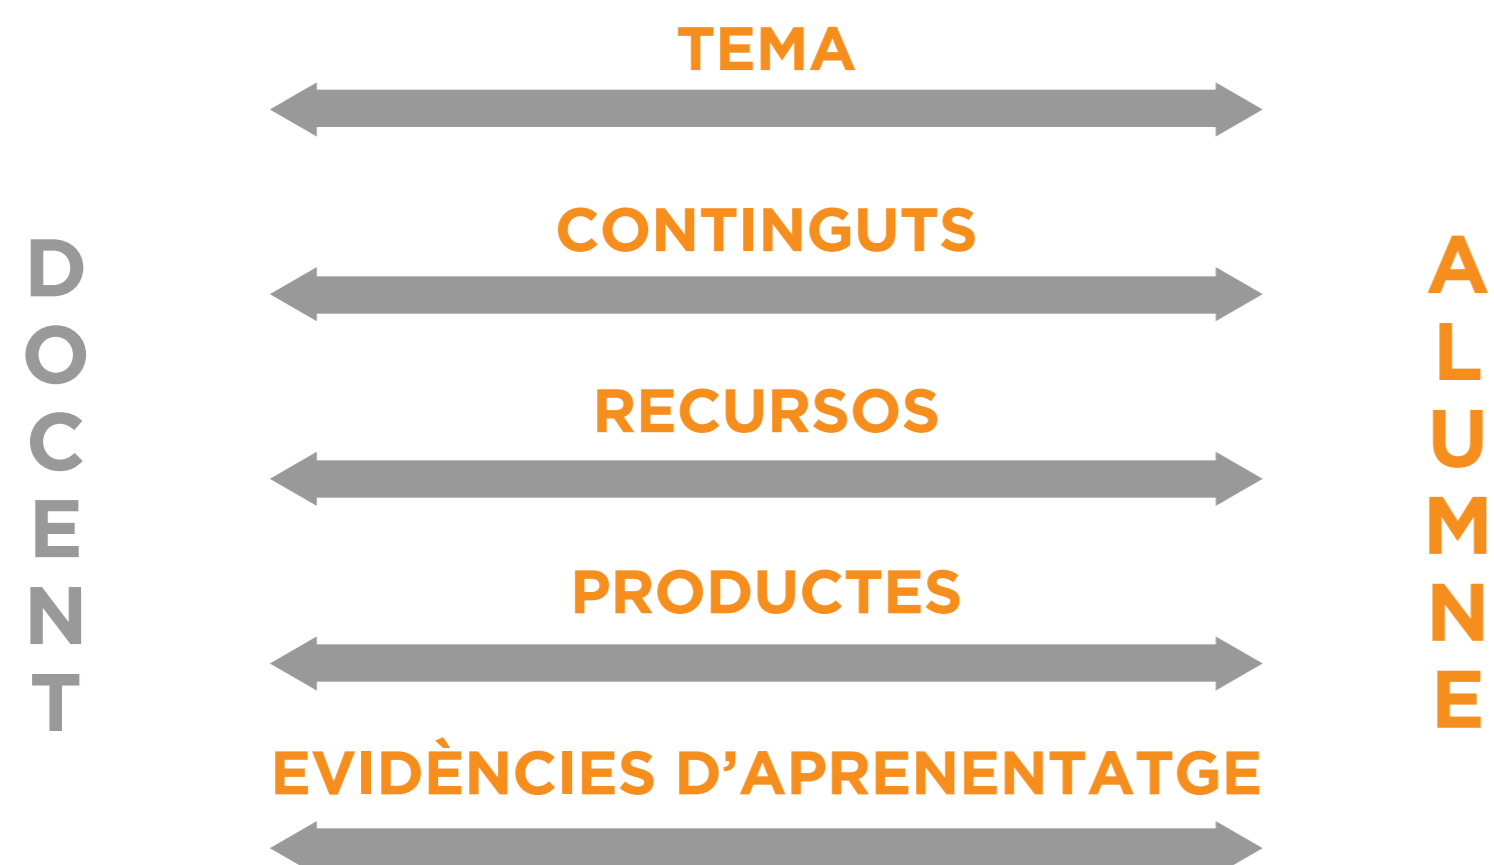 TEMA
CONTINGUTS
RECURSOS
PRODUCTES
EVIDÈNCIES D’APRENENTATGE
DOCENT
ALUMNE